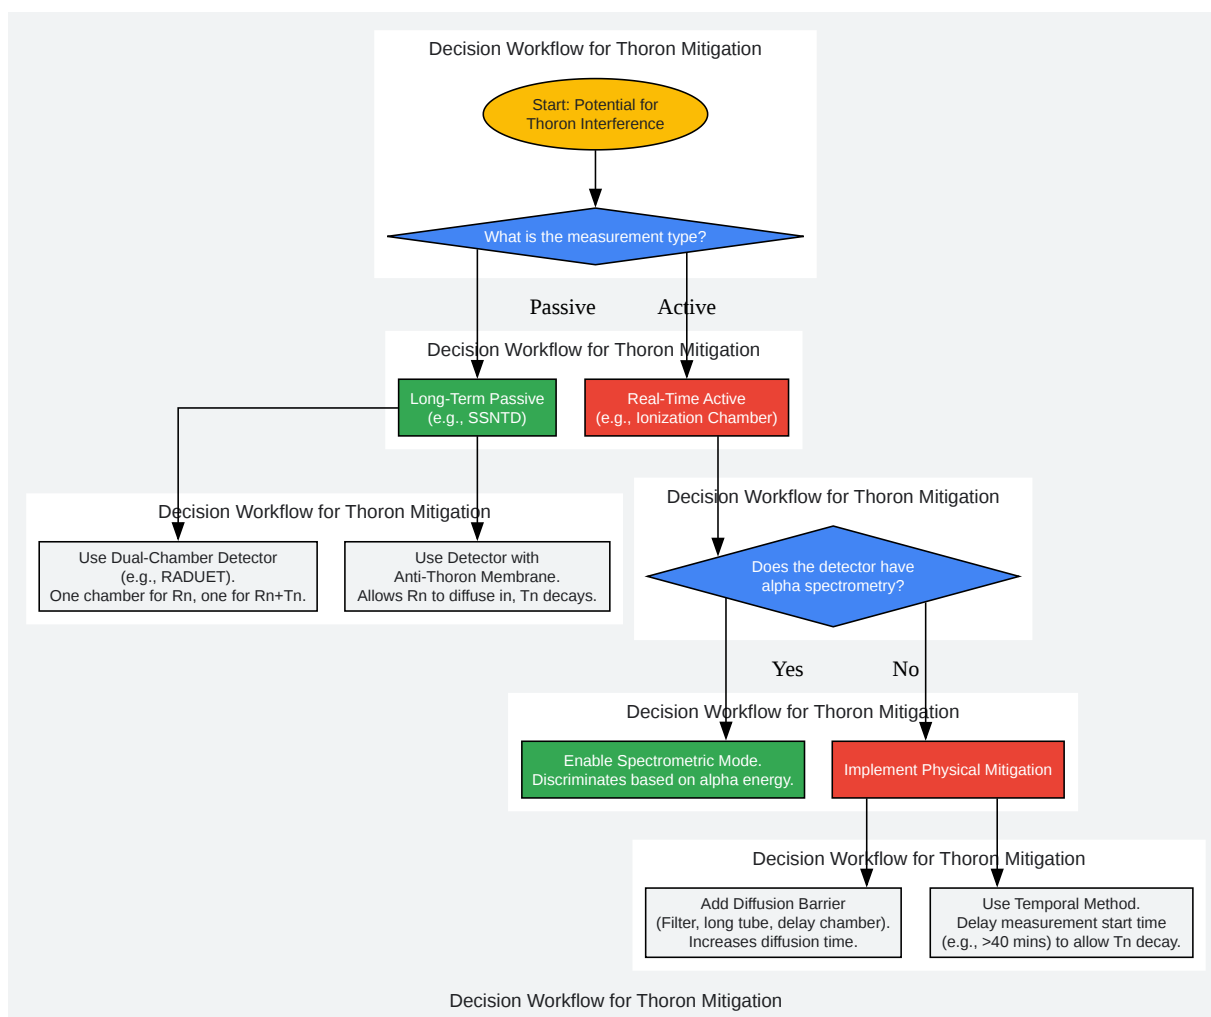 Decision Workflow for Thoron Mitigation
Start: Potential for
Thoron Interference
What is the measurement type?
Passive
Active
Decision Workflow for Thoron Mitigation
Long-Term Passive
(e.g., SSNTD)
Real-Time Active
(e.g., Ionization Chamber)
Decision Workflow for Thoron Mitigation
Use Dual-Chamber Detector
(e.g., RADUET).
One chamber for Rn, one for Rn+Tn.
Use Detector with
Anti-Thoron Membrane.
Allows Rn to diffuse in, Tn decays.
Decision Workflow for Thoron Mitigation
Does the detector have
alpha spectrometry?
Yes
No
Decision Workflow for Thoron Mitigation
Enable Spectrometric Mode.
Discriminates based on alpha energy.
Implement Physical Mitigation
Decision Workflow for Thoron Mitigation
Add Diffusion Barrier
(Filter, long tube, delay chamber).
Increases diffusion time.
Use Temporal Method.
Delay measurement start time
(e.g., >40 mins) to allow Tn decay.
Decision Workflow for Thoron Mitigation